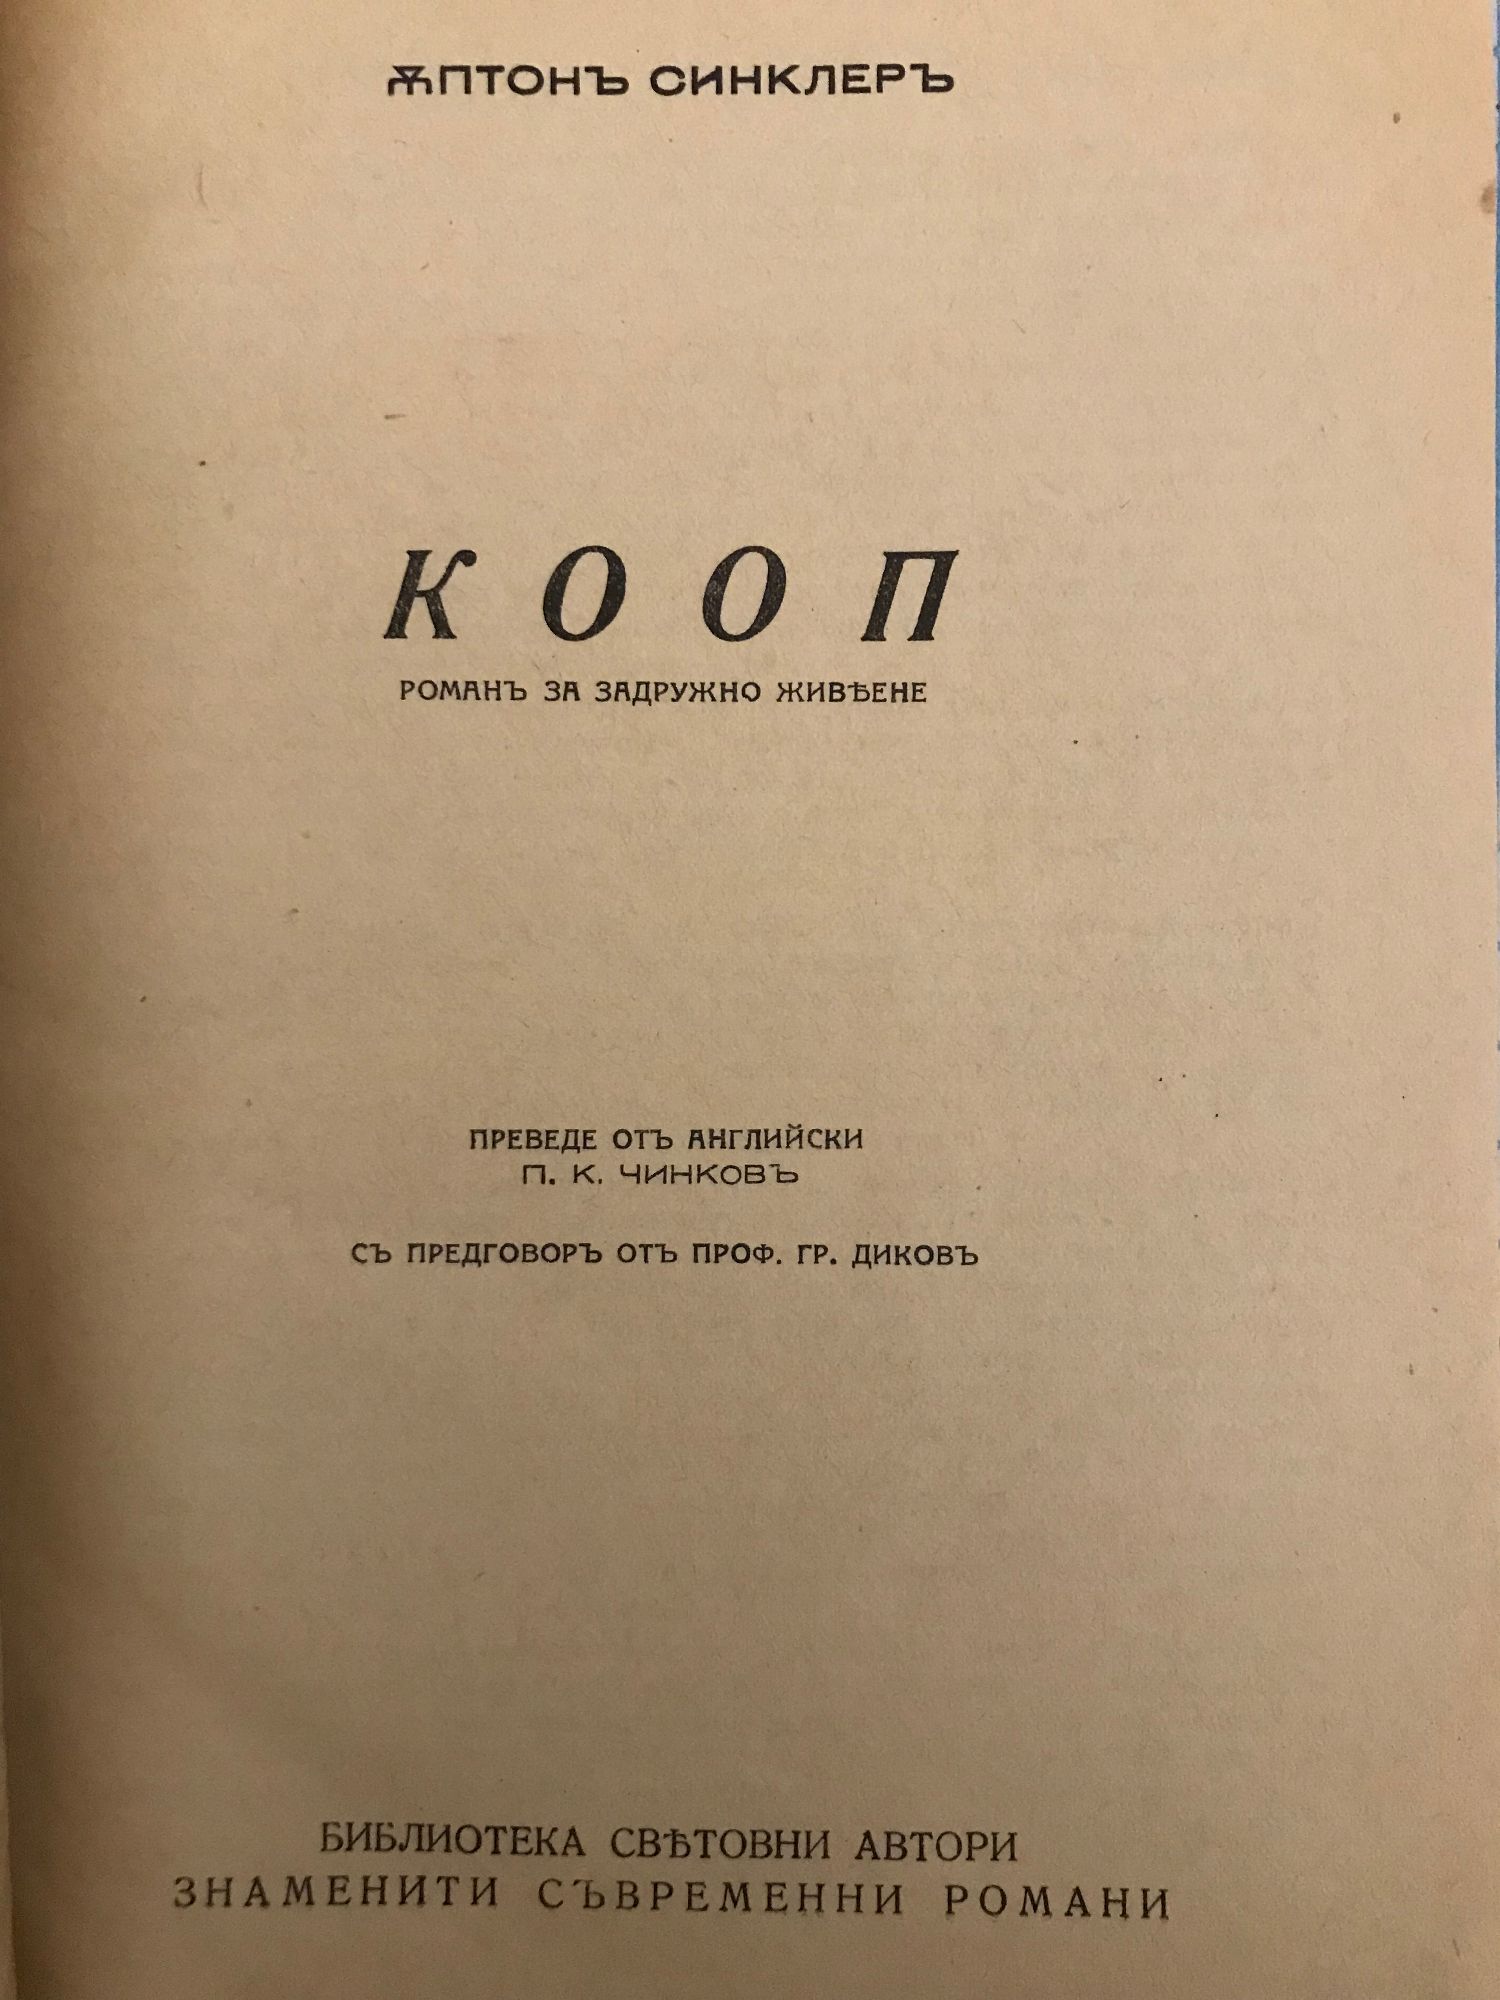 ѪПТОНЪ СИНКЛЕРЪ
КООП
РОМАНЪ ЗА ЗАДРУЖНО ЖИВѢЕНЕ
ПРЕВЕДЕ ОТЪ АНГЛИЙСКИ
П. К. ЧИНКОВЪ
СЪ ПРЕДГОВОРЪ ОТЪ ПРОФ. ГР. ДИКОВЪ
БИБЛИОТЕКА СВѢТОВНИ АВТОРИ
ЗНАМЕНИТИ СЪВРЕМЕННИ РОМАНИ